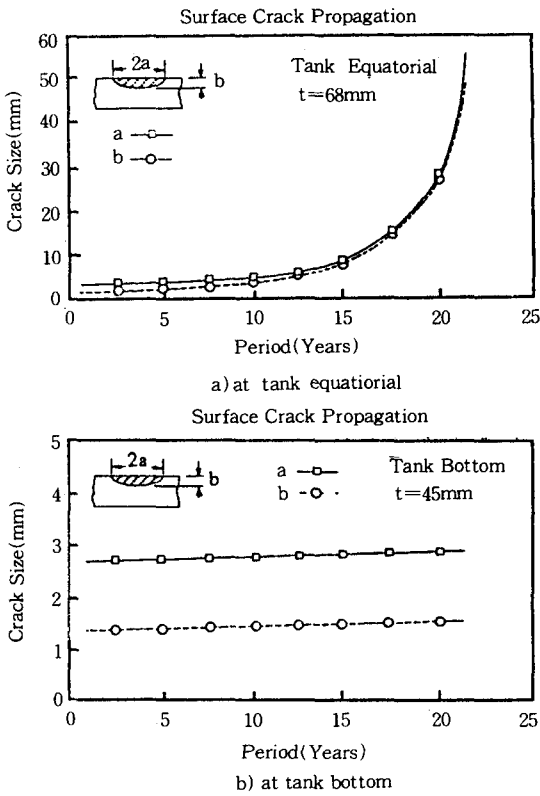 Surface Crack Propagation
60
50
40
30
20
10
0
Crack Size(mm)
2a
b
Tank Equatorial
t=68mm
a
b
0 5 10 15 20 25
Period(Years)
a) at tank equatiorial
Surface Crack Propagation
5
4
3
2
1
0
Crack Size(mm)
2a
b
a
b
Tank Bottom
t=45mm
0 5 10 15 20 25
Period(Years)
b) at tank bottom